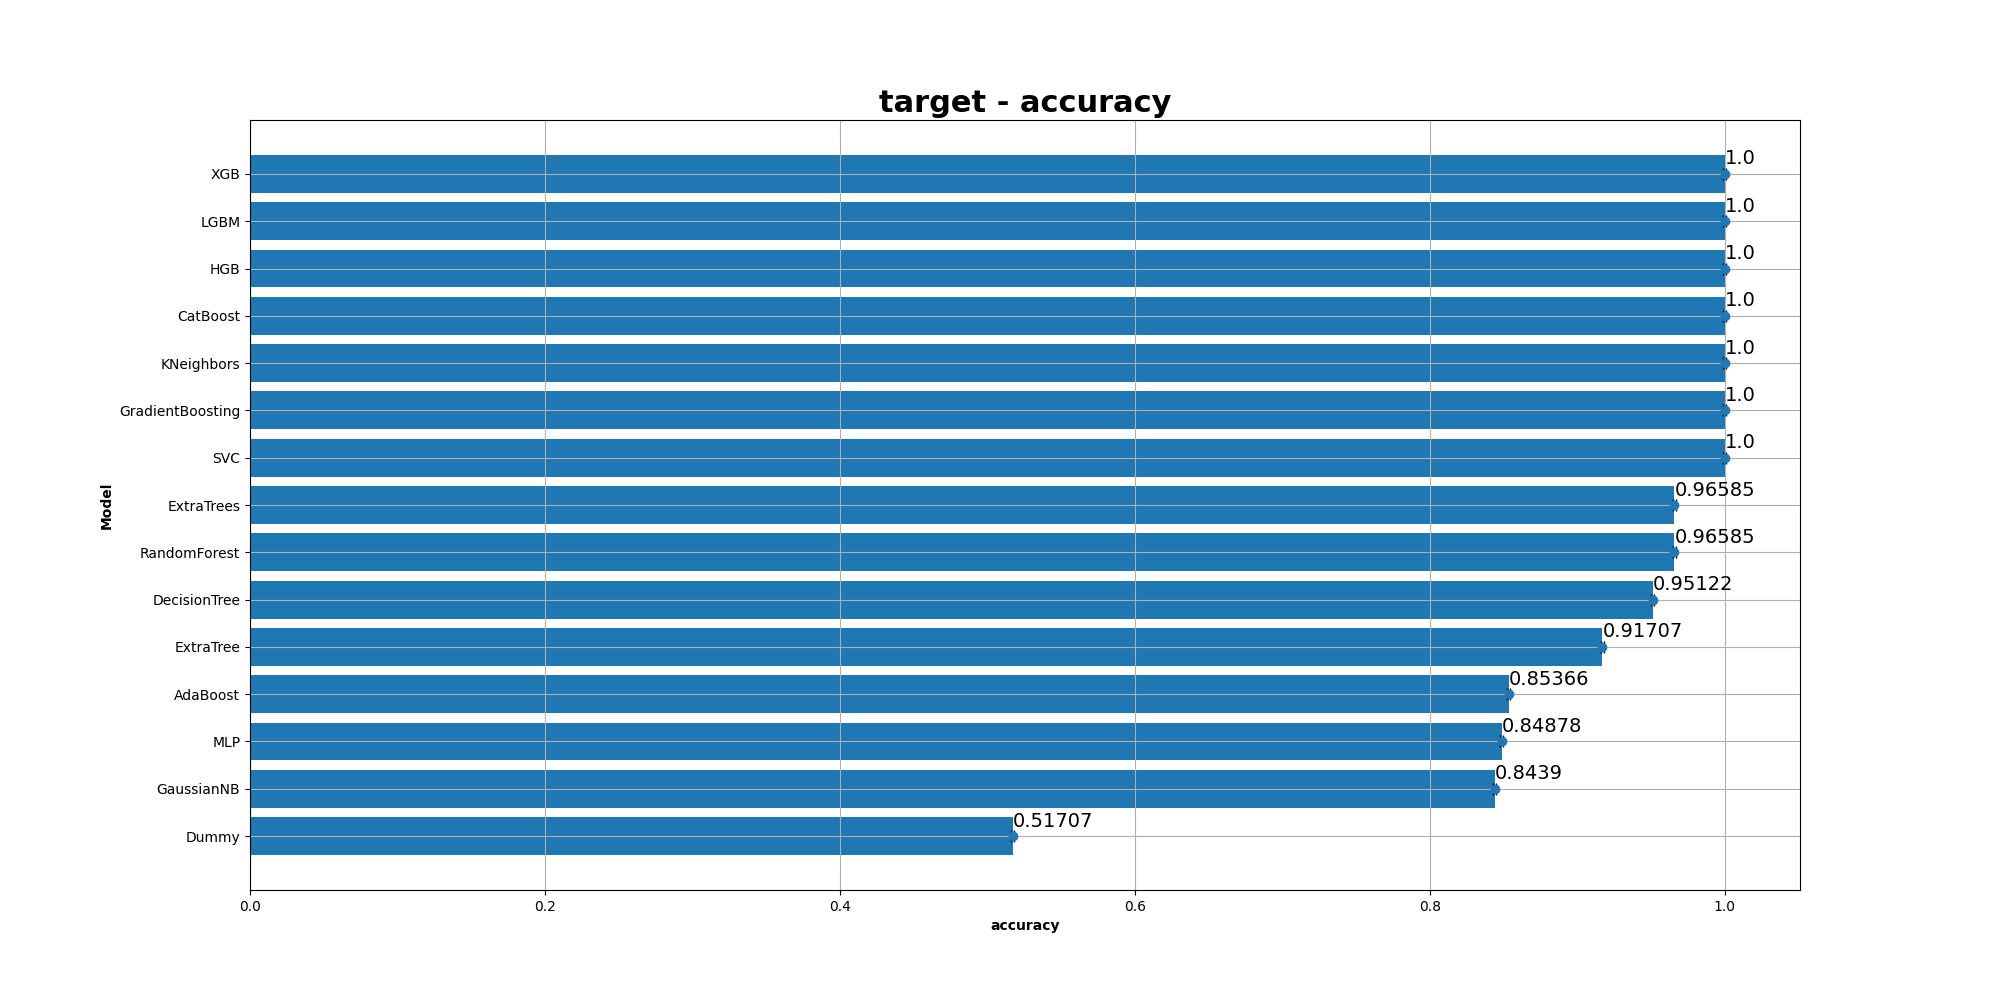 target - accuracy
XGB
1.0
LGBM
1.0
HGB
1.0
CatBoost
1.0
KNeighbors
1.0
GradientBoosting
1.0
SVC
1.0
ExtraTrees
0.96585
RandomForest
0.96585
DecisionTree
0.95122
ExtraTree
0.91707
AdaBoost
0.85366
MLP
0.84878
GaussianNB
0.8439
Dummy
0.51707
Model
0.0 0.2 0.4 0.6 0.8 1.0
accuracy